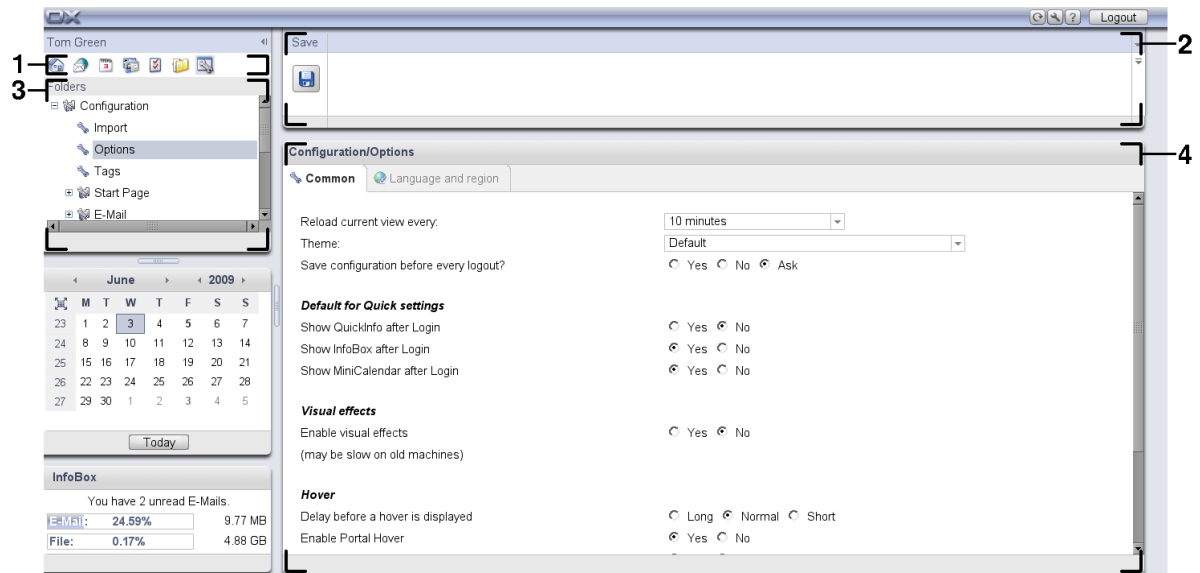 OX
? Logout
Tom Green
Save
1
2
3
4
Folders
Configuration
Import
Options
Tags
Start Page
E-Mail
Configuration/Options
Common Language and region
Reload current view every: 10 minutes
Theme: Default
Save configuration before every logout? Yes No Ask
Default for Quick settings
Show QuickInfo after Login Yes No
Show InfoBox after Login Yes No
Show MiniCalendar after Login Yes No
Visual effects
Enable visual effects Yes No
(may be slow on old machines)
Hover
Delay before a hover is displayed Long Normal Short
Enable Portal Hover Yes No
June 2009
M T W T F S S
23 1 2 3 4 5 6 7
24 8 9 10 11 12 13 14
25 15 16 17 18 19 20 21
26 22 23 24 25 26 27 28
27 29 30 1 2 3 4 5
Today
InfoBox
You have 2 unread E-Mails.
E-Mail: 24.59% 9.77 MB
File: 0.17% 4.88 GB